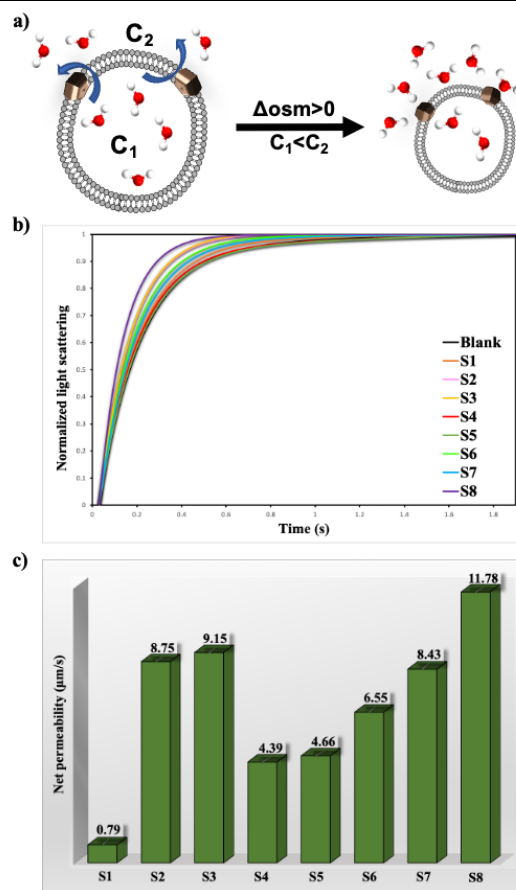 a)
C₂
C₁
Δosm>0
C₁<C₂
b)
Normalized light scattering
1
0.9
0.8
0.7
0.6
0.5
0.4
0.3
0.2
0.1
0
0 0.2 0.4 0.6 0.8 1 1.2 1.4 1.6 1.8
Time (s)
Blank
S1
S2
S3
S4
S5
S6
S7
S8
c)
Net permeability (μm/s)
0.79
8.75
9.15
4.39
4.66
6.55
8.43
11.78
S1 S2 S3 S4 S5 S6 S7 S8